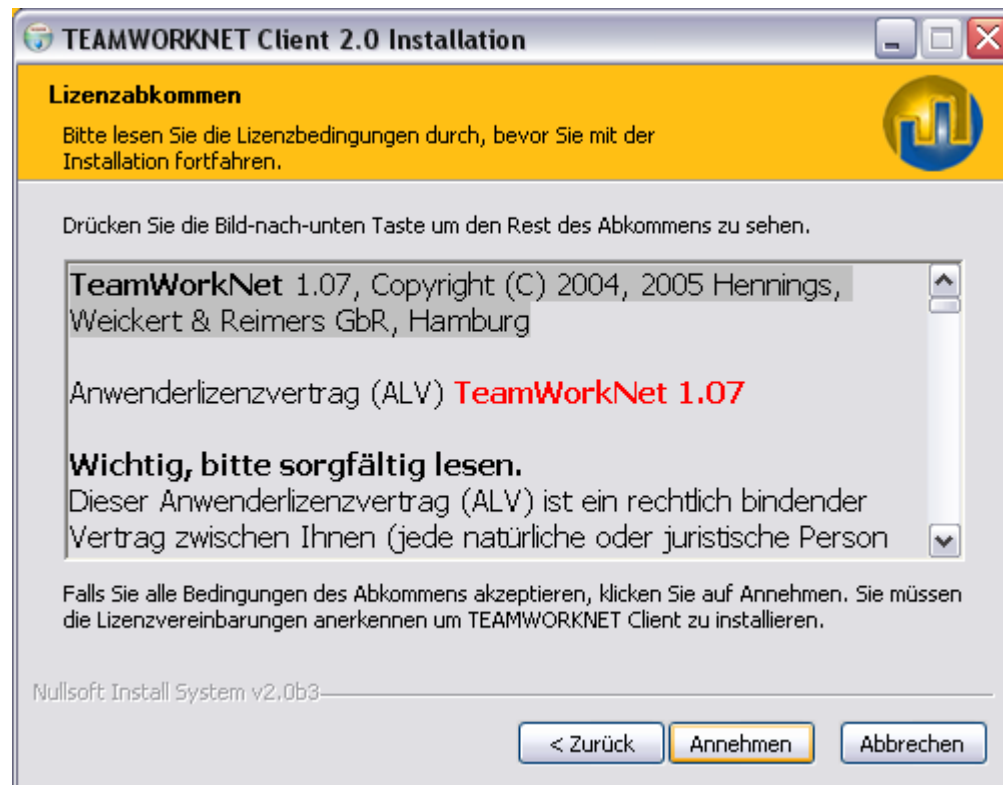 TEAMWORKNET Client 2.0 Installation
Lizenzabkommen
Bitte lesen Sie die Lizenzbedingungen durch, bevor Sie mit der
Installation fortfahren.
Drücken Sie die Bild-nach-unten Taste um den Rest des Abkommens zu sehen.
TeamWorkNet 1.07, Copyright (C) 2004, 2005 Hennings,
Weickert & Reimers GbR, Hamburg
Anwenderlizenzvertrag (ALV) TeamWorkNet 1.07
Wichtig, bitte sorgfältig lesen.
Dieser Anwenderlizenzvertrag (ALV) ist ein rechtlich bindender
Vertrag zwischen Ihnen (jede natürliche oder juristische Person
Falls Sie alle Bedingungen des Abkommens akzeptieren, klicken Sie auf Annehmen. Sie müssen
die Lizenzvereinbarungen anerkennen um TEAMWORKNET Client zu installieren.
Nullsoft Install System v2.0b3
< Zurück Annehmen Abbrechen